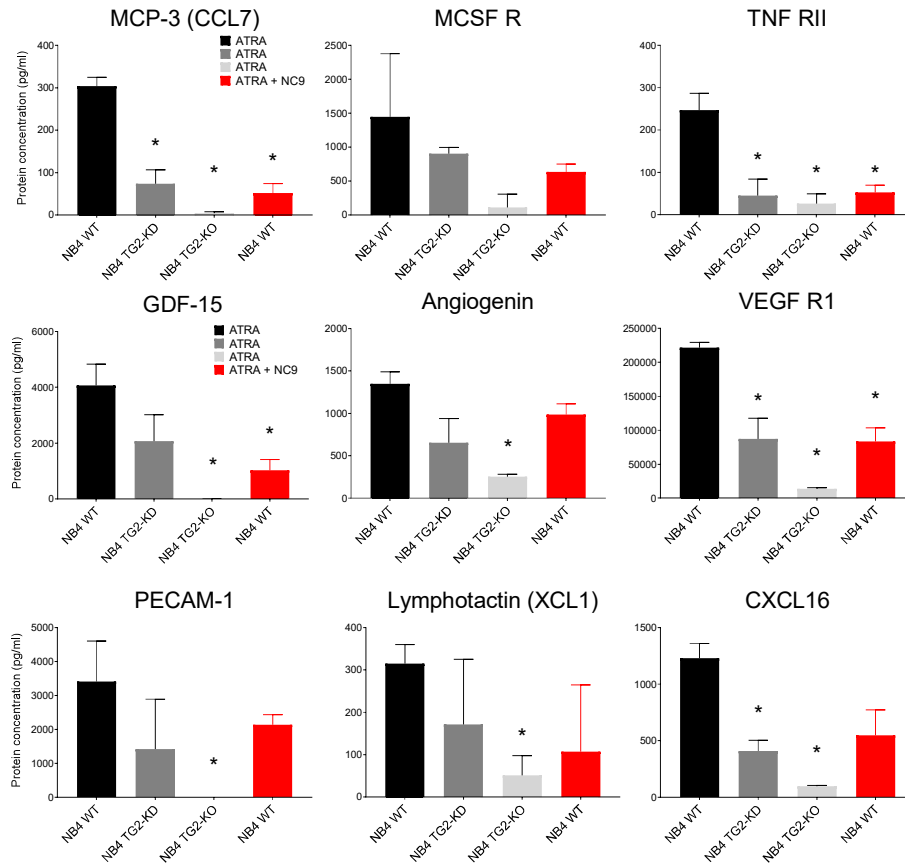 MCP-3 (CCL7)
Protein concentration (pg/ml)
400
300
200
100
0
ATRA
ATRA
ATRA
ATRA + NC9
*
*
*
NB4 WT
NB4 TG2-KD
NB4 TG2-KO
NB4 WT
MCSF R
2500
2000
1500
1000
500
0
NB4 WT
NB4 TG2-KD
NB4 TG2-KO
NB4 WT
TNF RII
400
300
200
100
0
*
*
*
NB4 WT
NB4 TG2-KD
NB4 TG2-KO
NB4 WT
GDF-15
Protein concentration (pg/ml)
6000
4000
2000
0
ATRA
ATRA
ATRA
ATRA + NC9
*
*
NB4 WT
NB4 TG2-KD
NB4 TG2-KO
NB4 WT
Angiogenin
2000
1500
1000
500
0
*
NB4 WT
NB4 TG2-KD
NB4 TG2-KO
NB4 WT
VEGF R1
250000
200000
150000
100000
50000
0
*
*
*
NB4 WT
NB4 TG2-KD
NB4 TG2-KO
NB4 WT
PECAM-1
Protein concentration (pg/ml)
5000
4000
3000
2000
1000
0
*
NB4 WT
NB4 TG2-KD
NB4 TG2-KO
NB4 WT
Lymphotactin (XCL1)
400
300
200
100
0
*
NB4 WT
NB4 TG2-KD
NB4 TG2-KO
NB4 WT
CXCL16
1500
1000
500
0
*
*
NB4 WT
NB4 TG2-KD
NB4 TG2-KO
NB4 WT